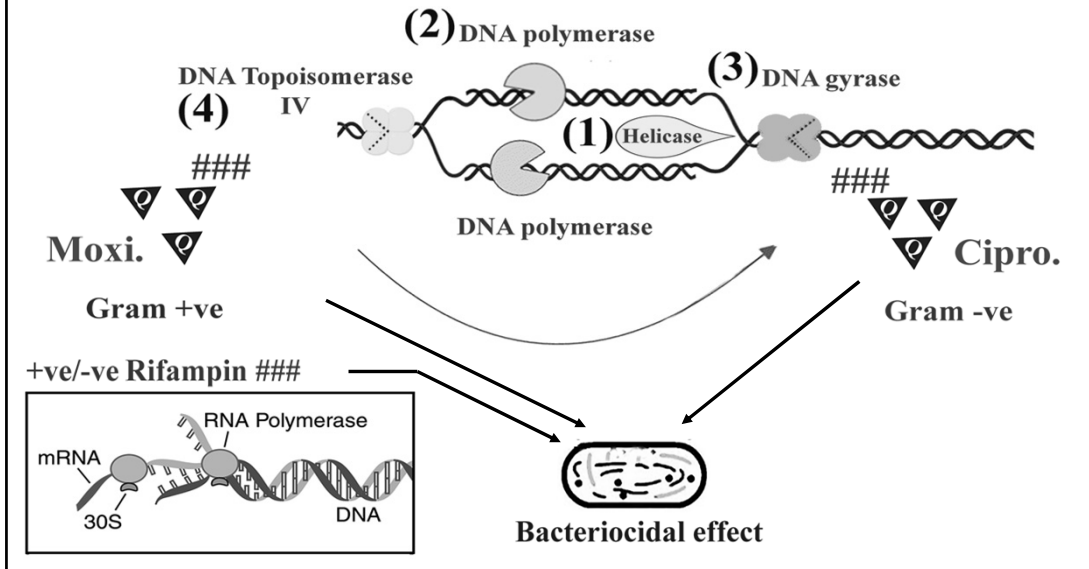 (2) DNA polymerase
DNA Topoisomerase
IV
(4)
(3) DNA gyrase
(1) Helicase
###
Q Q
Q
Moxi.
Gram +ve
DNA polymerase
###
Q Q
Q
Cipro.
Gram -ve
+ve/-ve Rifampin ###
RNA Polymerase
mRNA
30S
DNA
Bacteriocidal effect